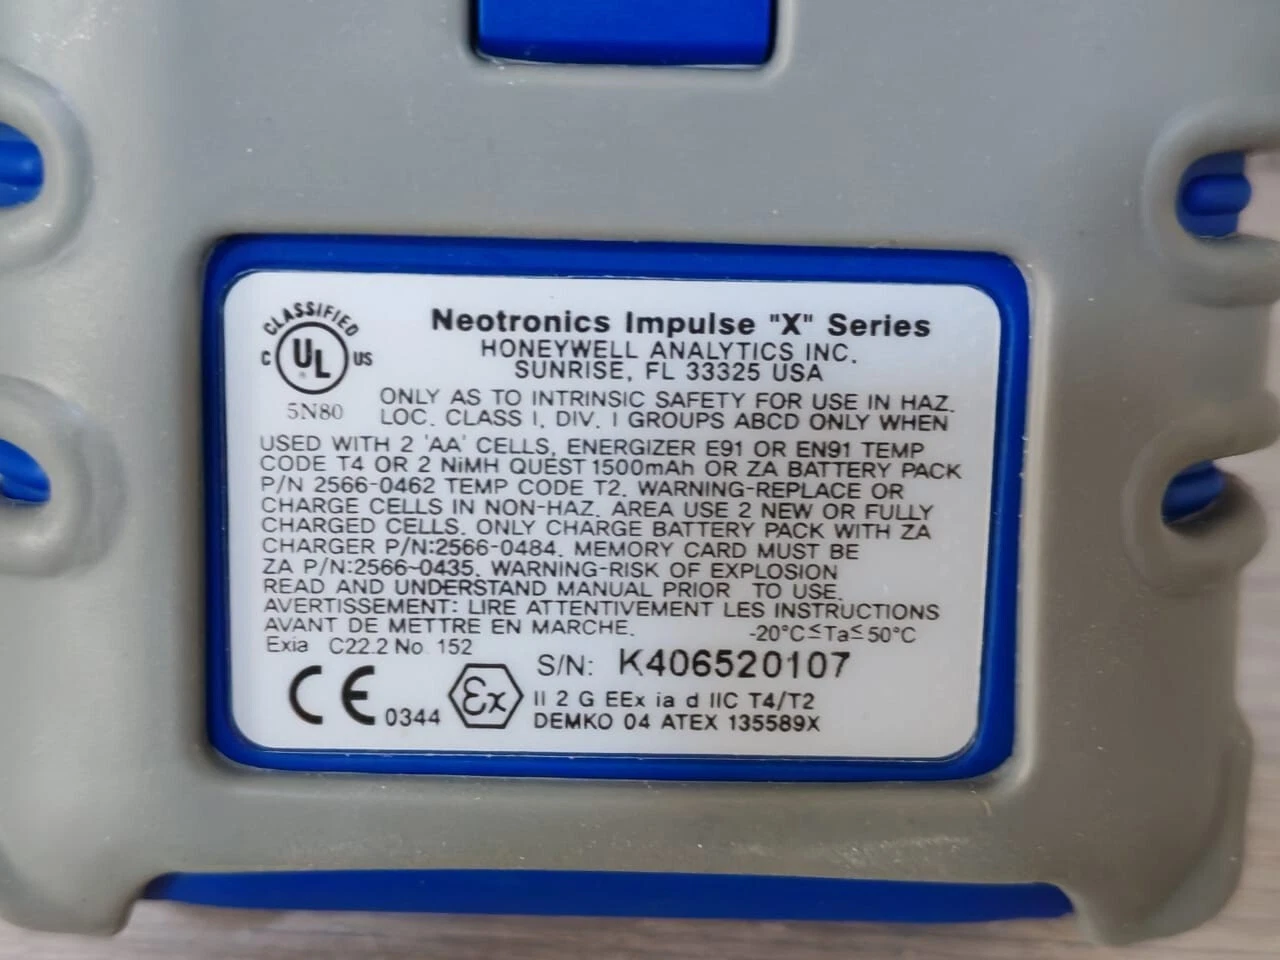 CLASSIFIED
C UL US
®
5N80
Neotronics Impulse "X" Series
HONEYWELL ANALYTICS INC.
SUNRISE, FL 33325 USA
ONLY AS TO INTRINSIC SAFETY FOR USE IN HAZ.
LOC. CLASS I, DIV. I GROUPS ABCD ONLY WHEN
USED WITH 2 'AA' CELLS, ENERGIZER E91 OR EN91 TEMP
CODE T4 OR 2 NiMH QUEST 1500mAh OR ZA BATTERY PACK
P/N 2566-0462 TEMP CODE T2. WARNING-REPLACE OR
CHARGE CELLS IN NON-HAZ. AREA USE 2 NEW OR FULLY
CHARGED CELLS. ONLY CHARGE BATTERY PACK WITH ZA
CHARGER P/N:2566-0484. MEMORY CARD MUST BE
ZA P/N:2566-0435. WARNING-RISK OF EXPLOSION
READ AND UNDERSTAND MANUAL PRIOR TO USE.
AVERTISSEMENT: LIRE ATTENTIVEMENT LES INSTRUCTIONS
AVANT DE METTRE EN MARCHE. -20°C≤Ta≤50°C
Exia C22.2 No. 152
S/N: K406520107
CE 0344 Ex II 2 G EEx ia d IIC T4/T2
DEMKO 04 ATEX 135589X